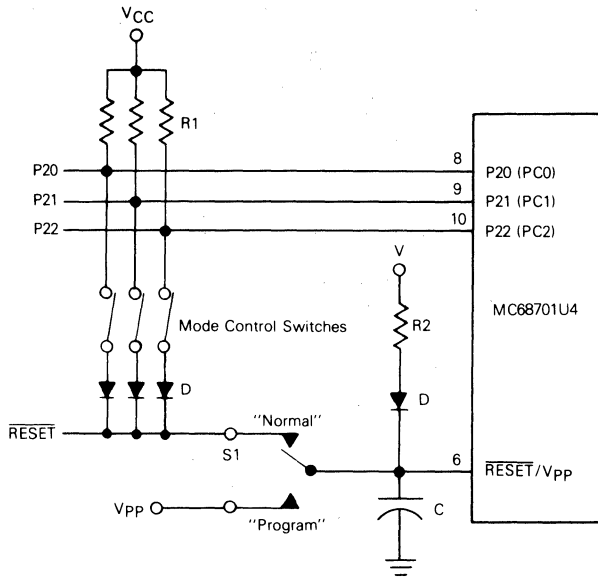 VCC
R1
P20
8
P20 (PC0)
P21
9
P21 (PC1)
P22
10
P22 (PC2)
V
MC68701U4
Mode Control Switches
R2
D
"Normal"
D
RESET
S1
6
RESET/VPP
VPP
"Program"
C